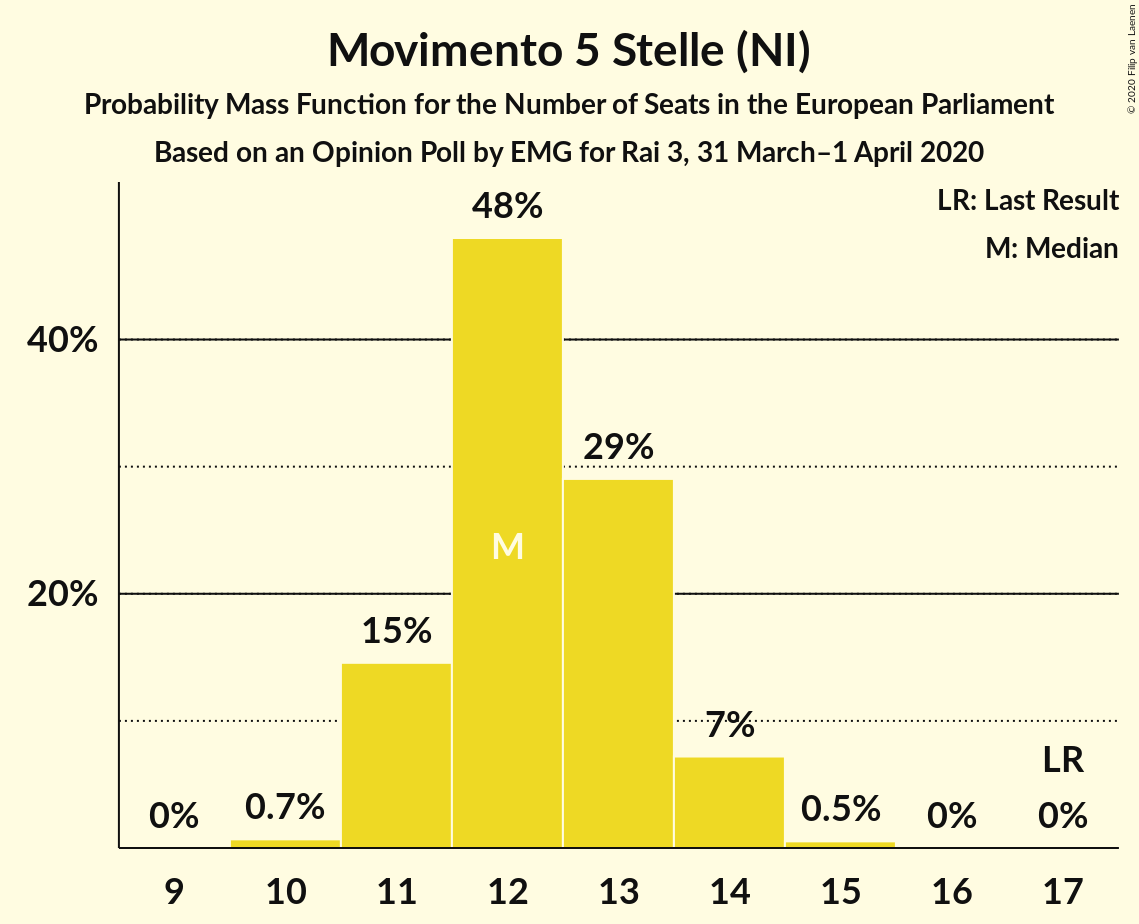 Movimento 5 Stelle (NI)
Probability Mass Function for the Number of Seats in the European Parliament
Based on an Opinion Poll by EMG for Rai 3, 31 March–1 April 2020
© 2020 Filip van Laenen
LR: Last Result
M: Median
48%
40%
29%
M
20%
15%
7%
LR
0% 0.7% 0.5% 0% 0%
9 10 11 12 13 14 15 16 17